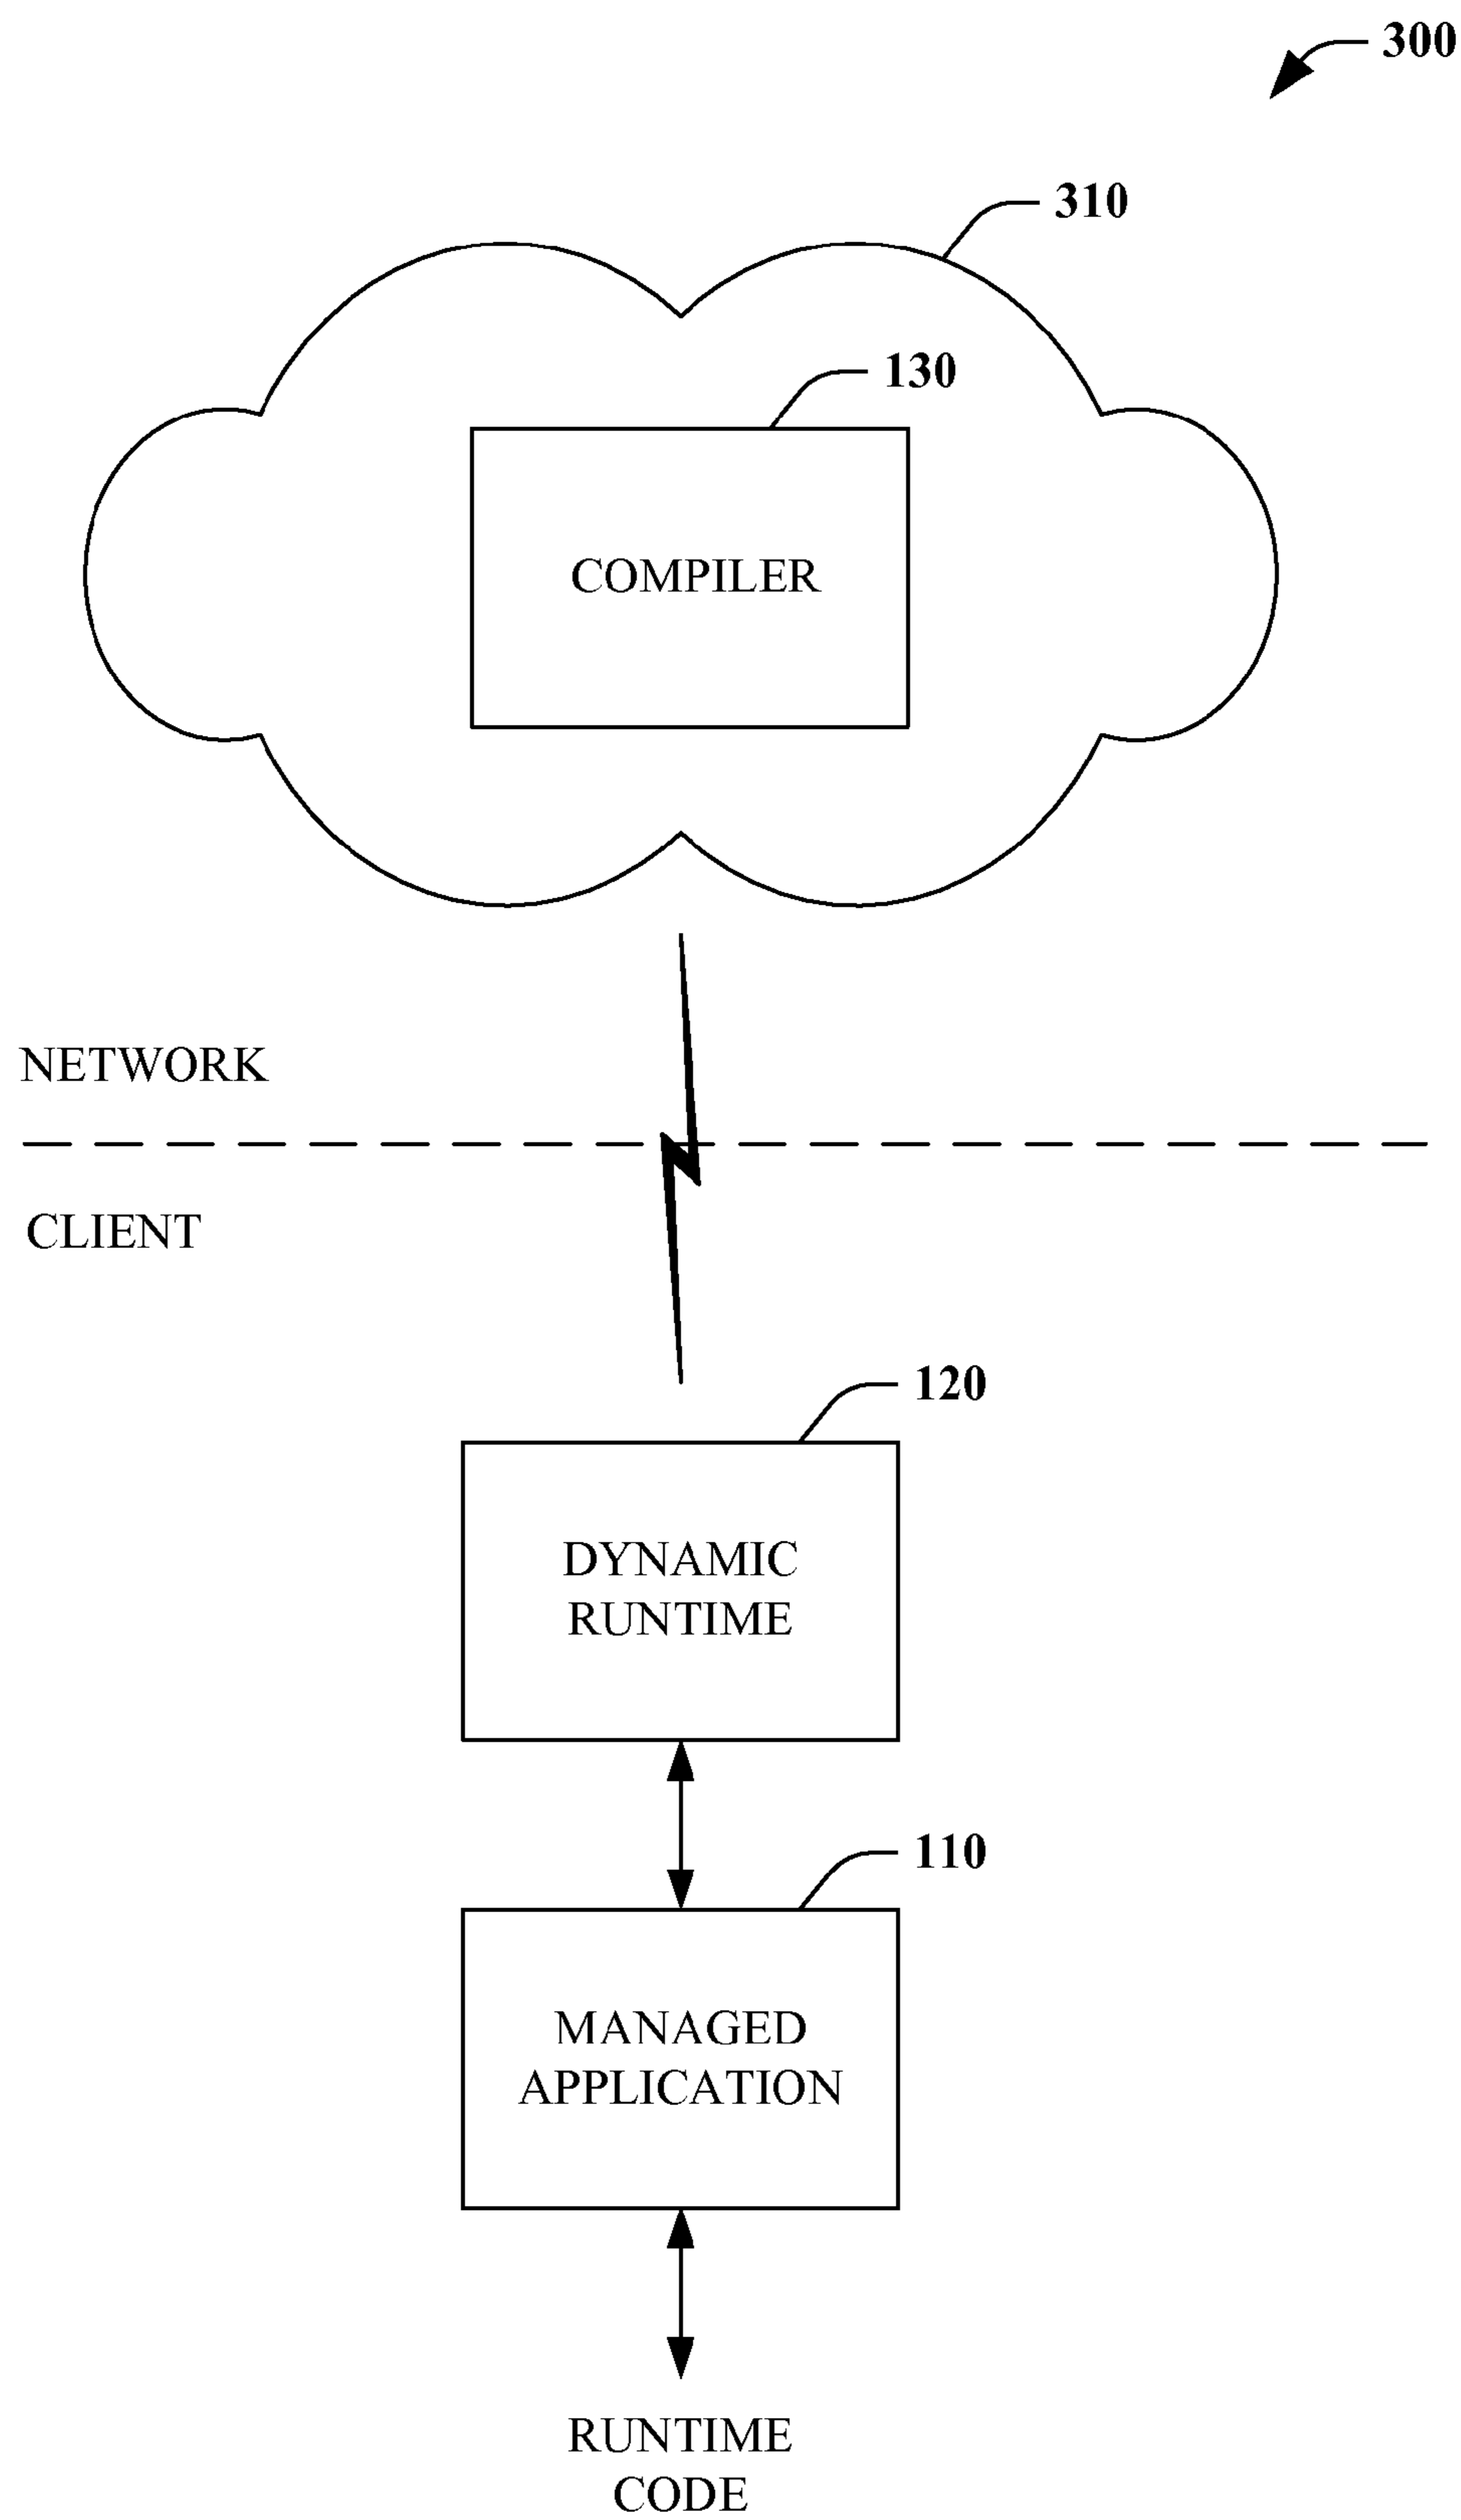 300
310
130
COMPILER
NETWORK
CLIENT
120
DYNAMIC
RUNTIME
110
MANAGED
APPLICATION
RUNTIME
CODE